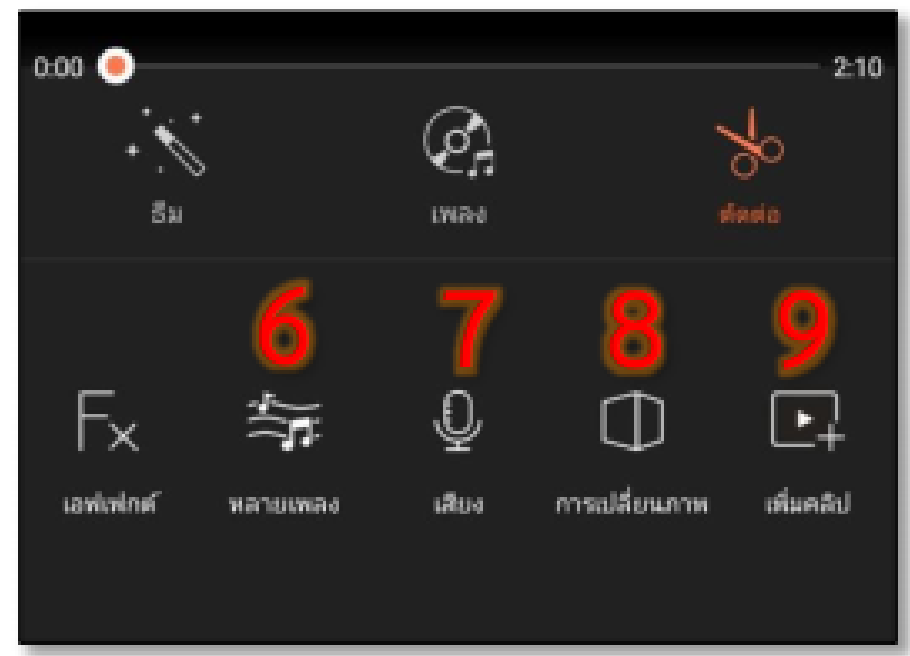 0:00 2:10
ธีม เพลง ตัดต่อ
6 7 8 9
Fx
เอฟเฟกต์ หลายเพลง เสียง การเปลี่ยนภาพ เพิ่มคลิป